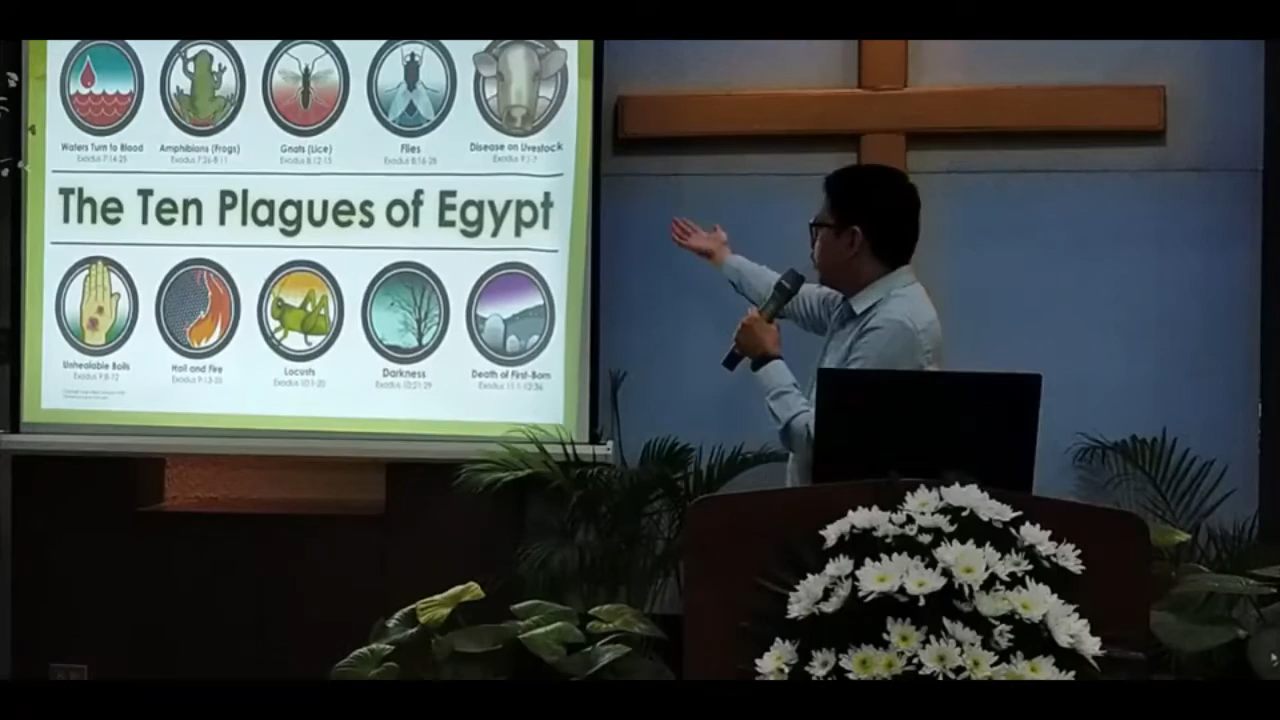 Waters Turn to Blood Amphibians (Frogs) Gnats (Lice) Flies Disease on Livestock
Exodus 7:14-25 Exodus 7:26-8:11 Exodus 8:12-15 Exodus 8:16-28 Exodus 9:1-7
The Ten Plagues of Egypt
Unhealable Boils Hail and Fire Locusts Darkness Death of First-Born
Exodus 9:8-12 Exodus 9:13-35 Exodus 10:1-20 Exodus 10:21-29 Exodus 11:1-12:36